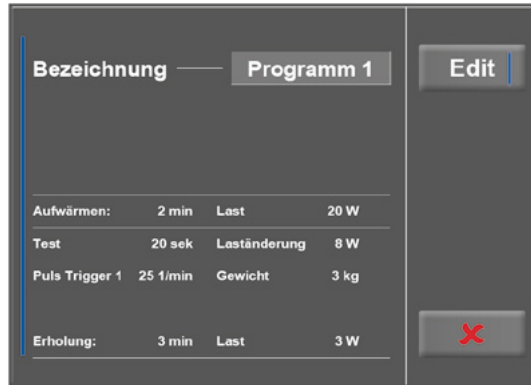 Bezeichnung Programm 1 Edit
Aufwärmen: 2 min Last 20 W
Test 20 sek Laständerung 8 W
Puls Trigger 1 25 1/min Gewicht 3 kg
Erholung: 3 min Last 3 W